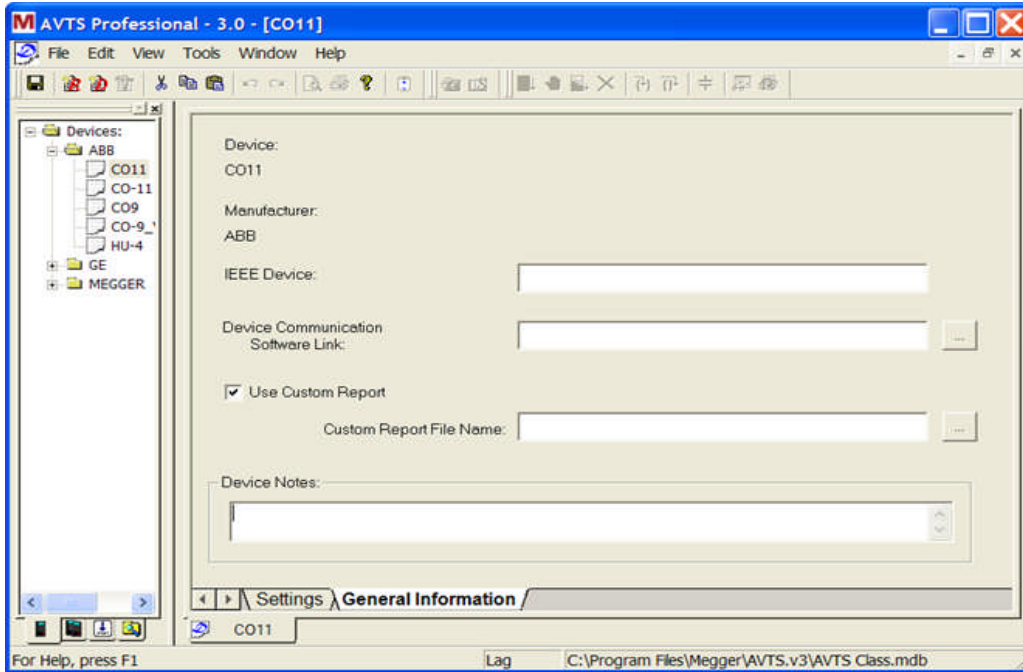 AVTS Professional - 3.0 - [CO11]
File Edit View Tools Window Help
Devices:
ABB
CO11
CO-11
CO9
CO-9_
HU-4
GE
MEGGER
Device:
CO11
Manufacturer:
ABB
IEEE Device:
Device Communication
Software Link:
...
Use Custom Report
Custom Report File Name:
...
Device Notes:
Settings
General Information
CO11
For Help, press F1
Lag
C:\Program Files\Megger\AVTS.v3\AVTS Class.mdb